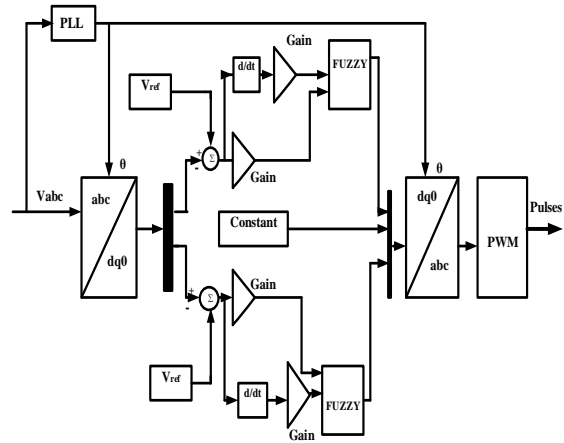 PLL
Gain
d/dt
FUZZY
Vref
+
Σ
-
θ
θ
Vabc
abc
dq0
Gain
Constant
dq0
abc
PWM
Pulses
+
Σ
-
Gain
Vref
d/dt
FUZZY
Gain